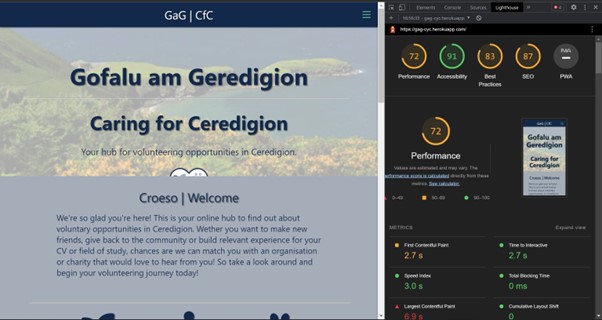 GaG | CfC
Gofalu am Geredigion
Caring for Ceredigion
Your hub for volunteering opportunities in Ceredigion.
Croeso | Welcome
We're so glad you're here! This is your online hub to find out about
voluntary opportunities in Ceredigion. Wether you want to make new
friends, give back to the community or build relevant experience for your
CV or field of study, chances are we can match you with an organisation
or charity that would love to hear from you! So take a look around and
begin your volunteering journey today!
Elements Console Sources Lighthouse
https://gag-cyc.herokuapp.com/
72 91 83 87
Performance Accessibility Best Practices SEO PWA
72
Performance
Values are estimated and may vary. The
performance score is calculated directly from these
metrics. See calculator.
0–49 50–89 90–100
GaG | CfC
Gofalu am
Geredigion
Caring for
Ceredigion
Croeso | Welcome
METRICS Expand view
First Contentful Paint Time to Interactive
2.7 s 2.7 s
Speed Index Total Blocking Time
3.0 s 0 ms
Largest Contentful Paint Cumulative Layout Shift
6.9 s 0